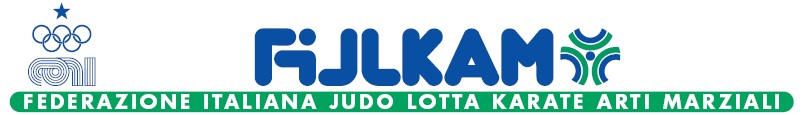 CONI
FIJLKAM
FEDERAZIONE ITALIANA JUDO LOTTA KARATE ARTI MARZIALI